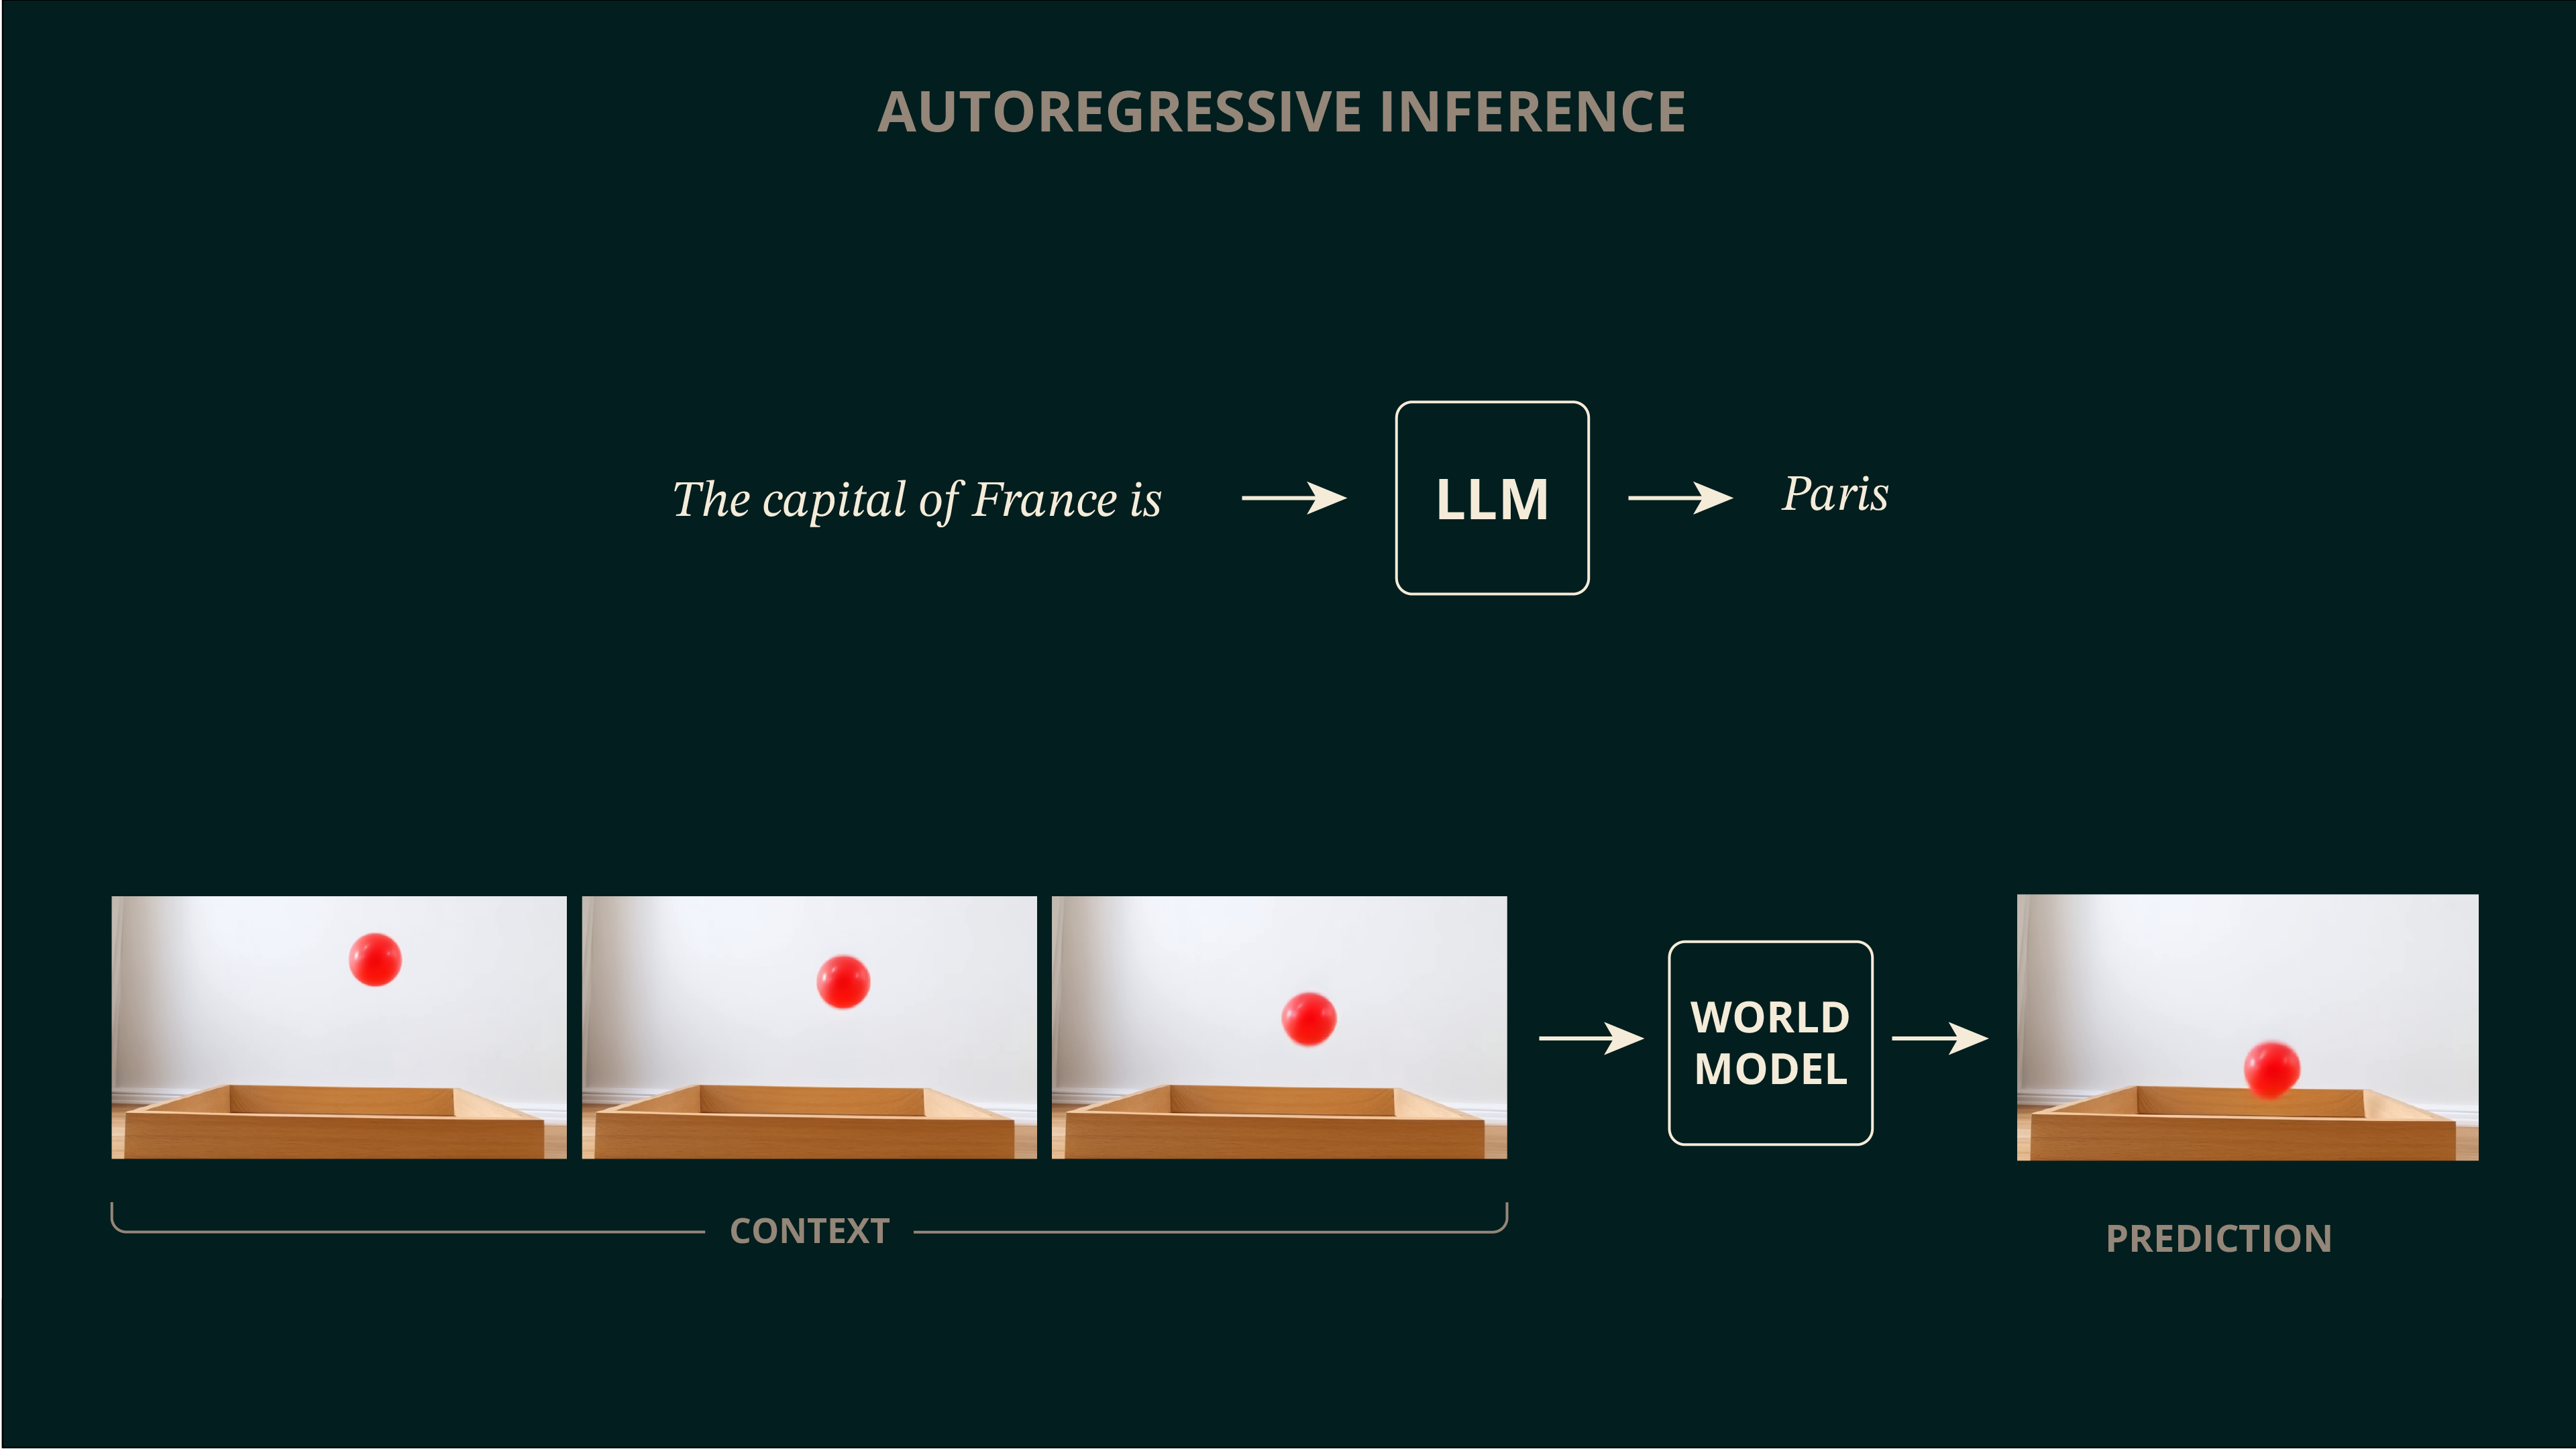 AUTOREGRESSIVE INFERENCE
The capital of France is
LLM
Paris
WORLD
MODEL
CONTEXT
PREDICTION